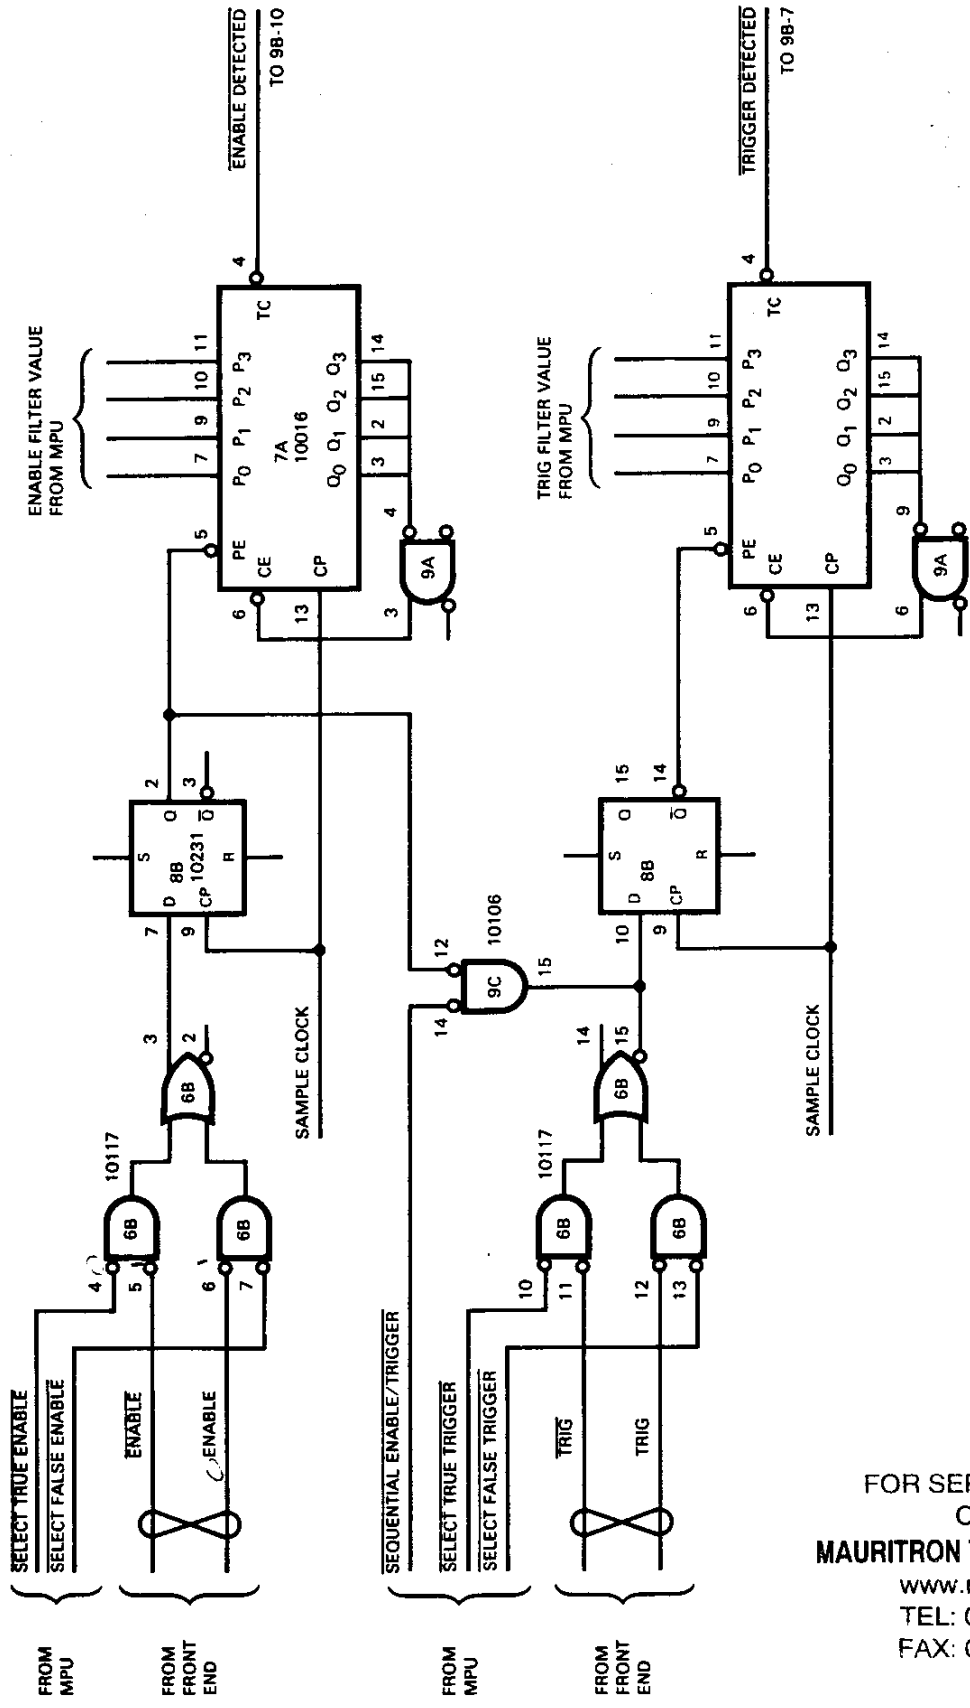 ENABLE DETECTED
TO 9B-10
4
TC
ENABLE FILTER VALUE
FROM MPU
7
9
10
11
P0
P1
P2
P3
5
PE
7A
10016
CE
CP
6
13
Q0
Q1
Q2
Q3
3
2
15
14
4
9A
3
2
3
Q
Q
S
8B
10231
R
D
CP
7
9
3
2
6B
SAMPLE CLOCK
10117
6B
6B
4
5
6
7
SELECT TRUE ENABLE
SELECT FALSE ENABLE
ENABLE
ENABLE
FROM
MPU
FROM
FRONT
END
TRIGGER DETECTED
TO 9B-7
4
TC
TRIG FILTER VALUE
FROM MPU
7
9
10
11
P0
P1
P2
P3
5
PE
CE
CP
6
13
Q0
Q1
Q2
Q3
3
2
15
14
9
9A
6
15
14
Q
Q
S
8B
R
D
CP
10
9
10106
12
14
9C
15
14
15
6B
SAMPLE CLOCK
10117
6B
6B
10
11
12
13
SEQUENTIAL ENABLE/TRIGGER
SELECT TRUE TRIGGER
SELECT FALSE TRIGGER
TRIG
TRIG
FROM
MPU
FROM
FRONT
END
FOR SER
MAURITRON T
www.
TEL: 0
FAX: 0